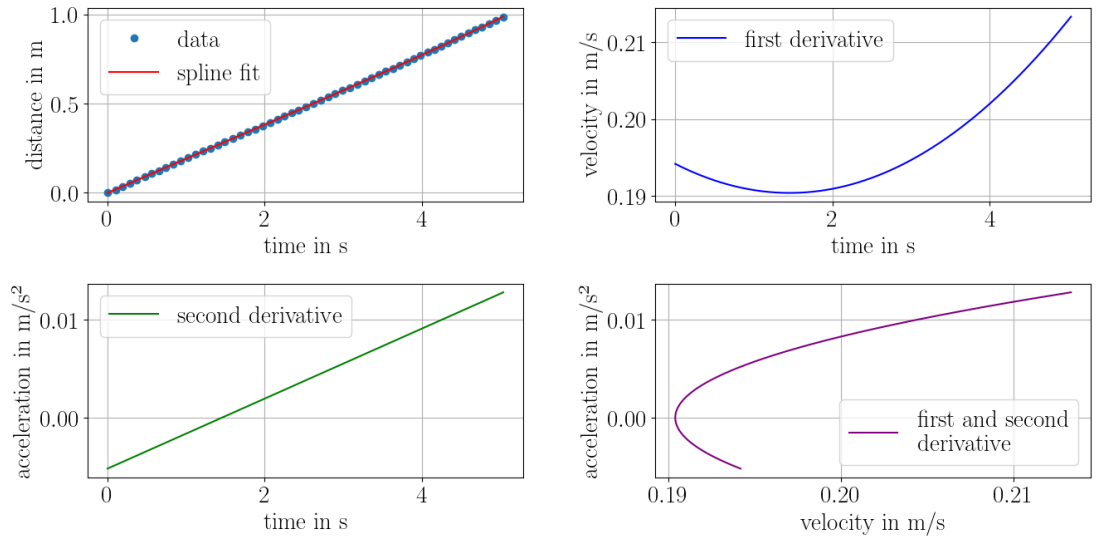 1.0
0.5
0.0
distance in m
data
spline fit
0 2 4
time in s
0.21
0.20
0.19
velocity in m/s
first derivative
0 2 4
time in s
0.01
0.00
acceleration in m/s²
second derivative
0 2 4
time in s
0.01
0.00
acceleration in m/s²
first and second
derivative
0.19 0.20 0.21
velocity in m/s